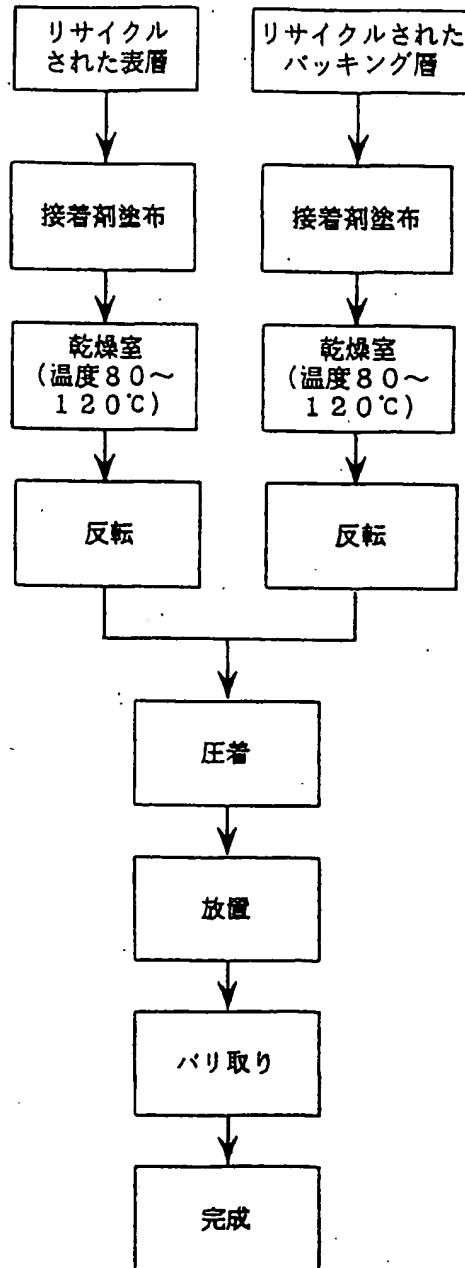 リサイクル
された表層
リサイクルされた
バッキング層
接着剤塗布
接着剤塗布
乾燥室
(温度80～
120℃)
乾燥室
(温度80～
120℃)
反転
反転
圧着
放置
バリ取り
完成